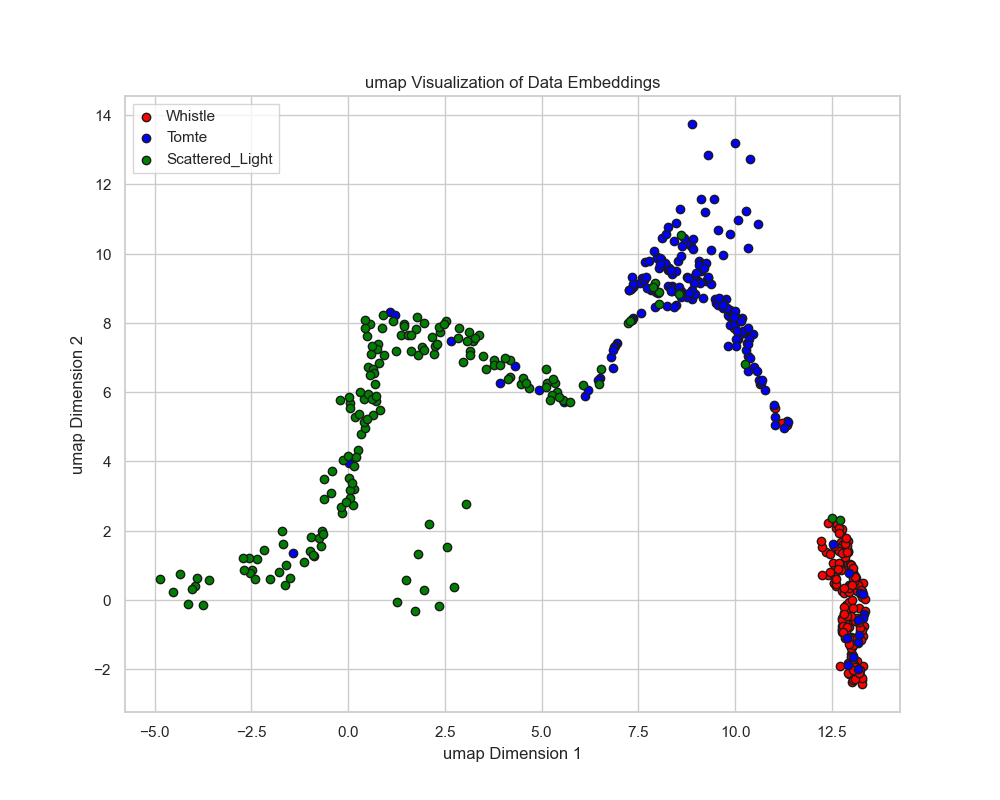 umap Visualization of Data Embeddings
Whistle
Tomte
Scattered_Light
14
12
10
8
6
4
2
0
−2
umap Dimension 2
−5.0 −2.5 0.0 2.5 5.0 7.5 10.0 12.5
umap Dimension 1